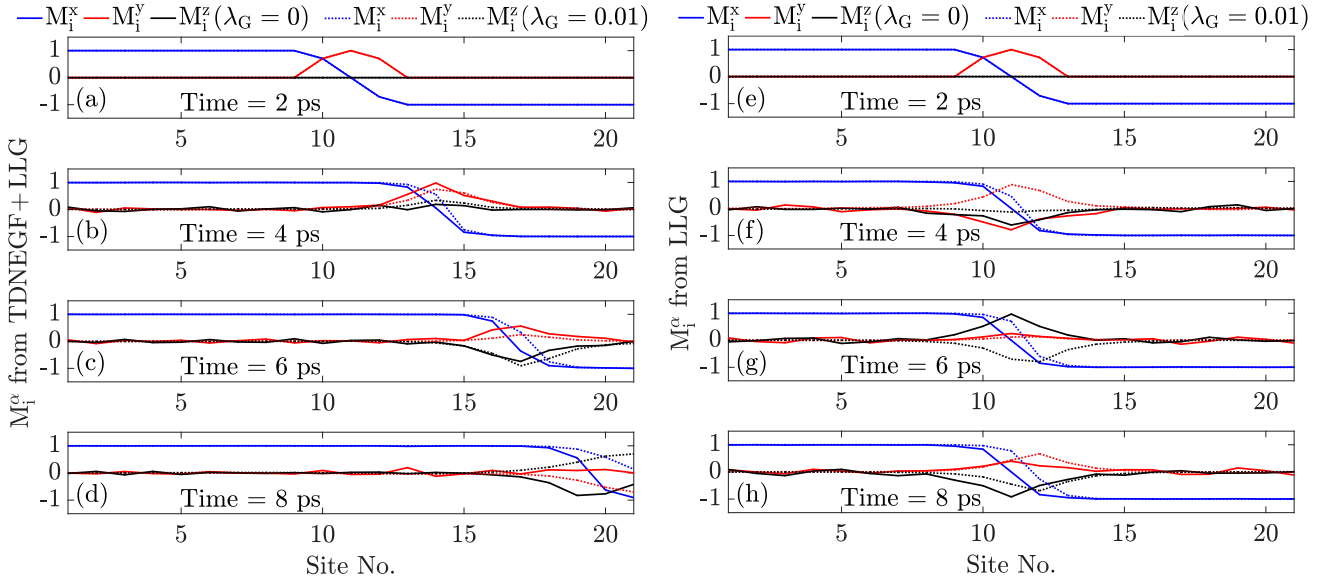 M_i^x M_i^y M_i^z(λ_G = 0) M_i^x M_i^y M_i^z(λ_G = 0.01)
M_i^α from TDNEGF+LLG
1
0
-1
(a) Time = 2 ps
5 10 15 20
1
0
-1
(b) Time = 4 ps
5 10 15 20
1
0
-1
(c) Time = 6 ps
5 10 15 20
1
0
-1
(d) Time = 8 ps
5 10 15 20
Site No.
M_i^x M_i^y M_i^z(λ_G = 0) M_i^x M_i^y M_i^z(λ_G = 0.01)
M_i^α from LLG
1
0
-1
(e) Time = 2 ps
5 10 15 20
1
0
-1
(f) Time = 4 ps
5 10 15 20
1
0
-1
(g) Time = 6 ps
5 10 15 20
1
0
-1
(h) Time = 8 ps
5 10 15 20
Site No.